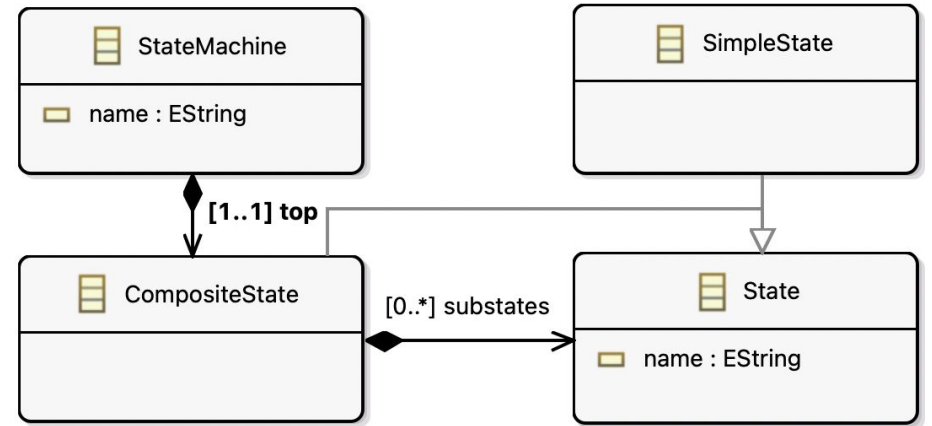 StateMachine
name : EString
SimpleState
[1..1] top
CompositeState
[0..*] substates
State
name : EString